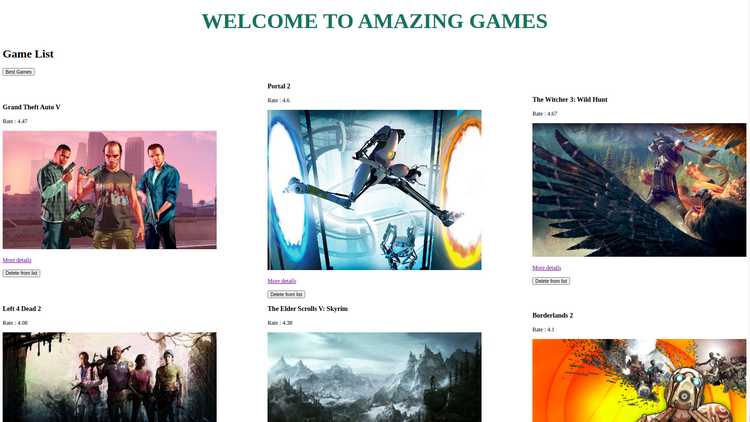 WELCOME TO AMAZING GAMES
Game List
Best Games
Grand Theft Auto V
Rate : 4.47
More details
Delete from list
Portal 2
Rate : 4.6
More details
Delete from list
The Witcher 3: Wild Hunt
Rate : 4.67
More details
Delete from list
Left 4 Dead 2
Rate : 4.08
The Elder Scrolls V: Skyrim
Rate : 4.38
Borderlands 2
Rate : 4.1